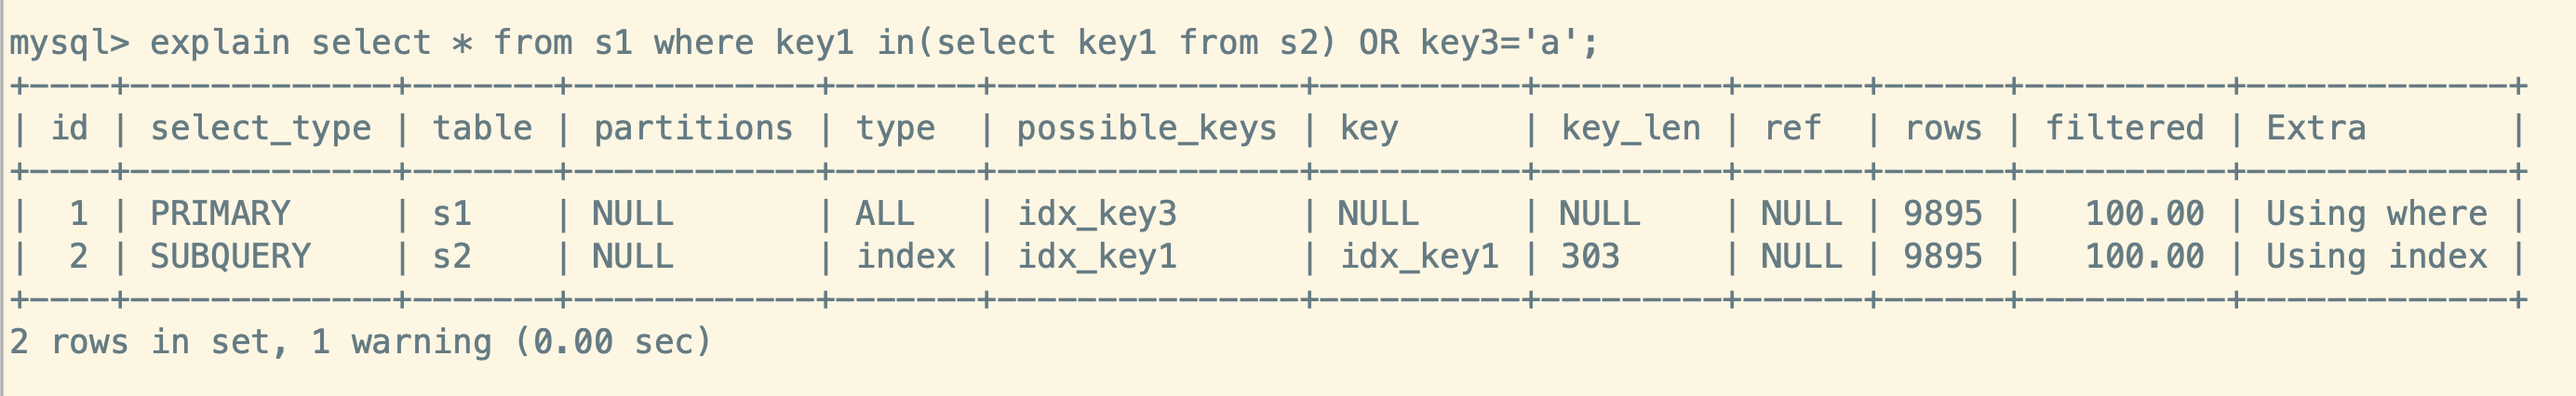 mysql> explain select * from s1 where key1 in(select key1 from s2) OR key3='a';
+----+-------------+-------+------------+-------+---------------+----------+---------+------+------+----------+-------------+
| id | select_type | table | partitions | type  | possible_keys | key      | key_len | ref  | rows | filtered | Extra       |
+----+-------------+-------+------------+-------+---------------+----------+---------+------+------+----------+-------------+
|  1 | PRIMARY     | s1    | NULL       | ALL   | idx_key3      | NULL     | NULL    | NULL | 9895 |   100.00 | Using where |
|  2 | SUBQUERY    | s2    | NULL       | index | idx_key1      | idx_key1 | 303     | NULL | 9895 |   100.00 | Using index |
+----+-------------+-------+------------+-------+---------------+----------+---------+------+------+----------+-------------+
2 rows in set, 1 warning (0.00 sec)